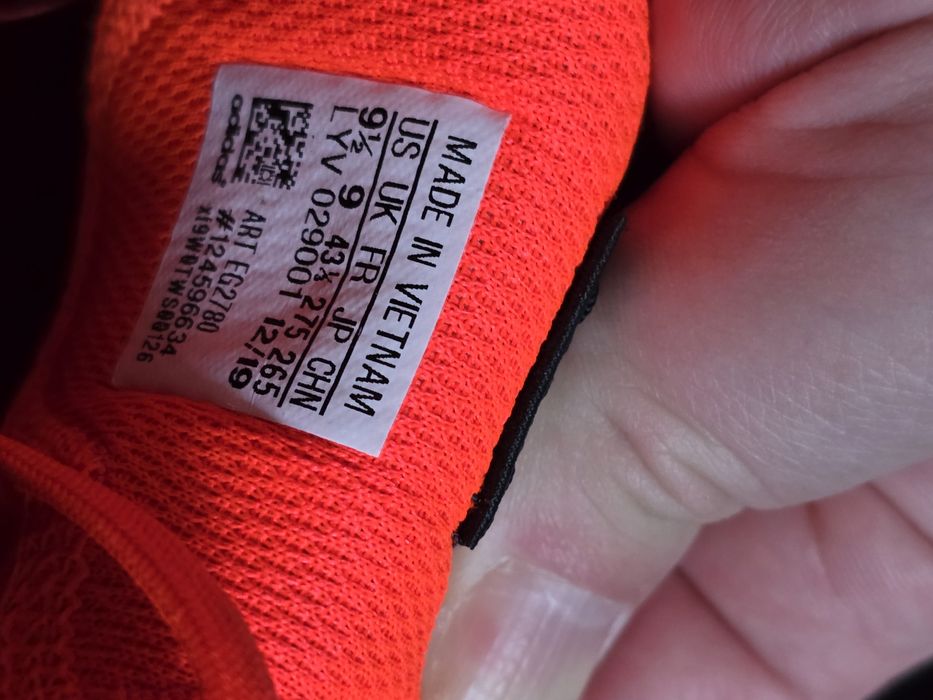 MADE IN VIETNAM
US UK FR JP CHN
9½ 9 43⅓ 275 265
LYV 029001 12/19
adidas
ART EG2780
#124596634
x19W0TWS00126